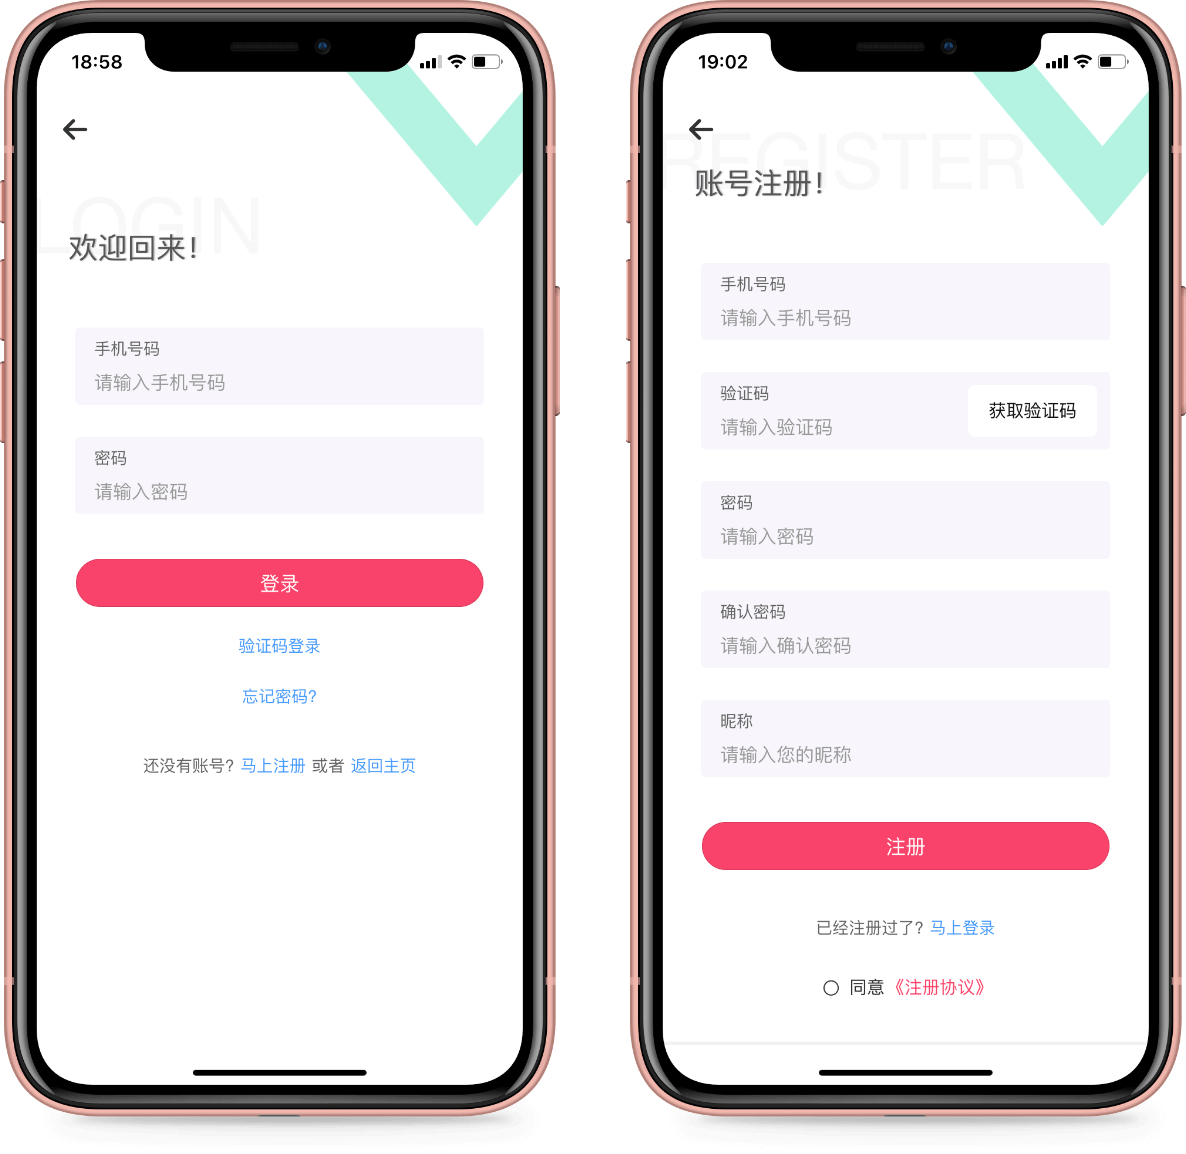 18:58
LOGIN
欢迎回来！
手机号码
请输入手机号码
密码
请输入密码
登录
验证码登录
忘记密码?
还没有账号? 马上注册 或者 返回主页
19:02
REGISTER
账号注册！
手机号码
请输入手机号码
验证码
请输入验证码
获取验证码
密码
请输入密码
确认密码
请输入确认密码
昵称
请输入您的昵称
注册
已经注册过了? 马上登录
同意《注册协议》